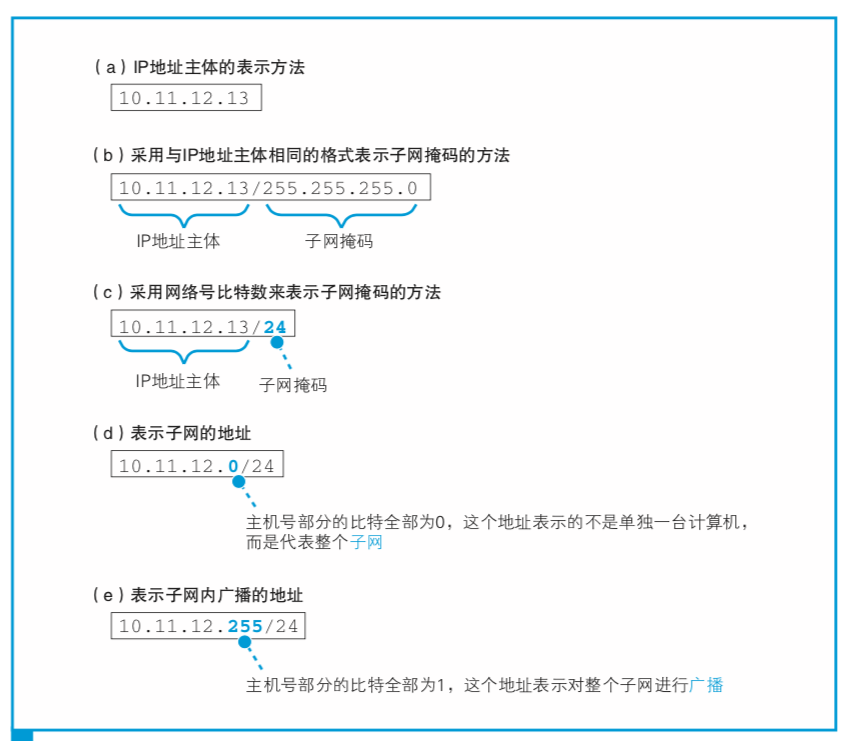 （a）IP地址主体的表示方法
10.11.12.13
（b）采用与IP地址主体相同的格式表示子网掩码的方法
10.11.12.13/255.255.255.0
IP地址主体 子网掩码
（c）采用网络号比特数来表示子网掩码的方法
10.11.12.13/24
IP地址主体 子网掩码
（d）表示子网的地址
10.11.12.0/24
主机号部分的比特全部为0，这个地址表示的不是单独一台计算机，
而是代表整个子网
（e）表示子网内广播的地址
10.11.12.255/24
主机号部分的比特全部为1，这个地址表示对整个子网进行广播